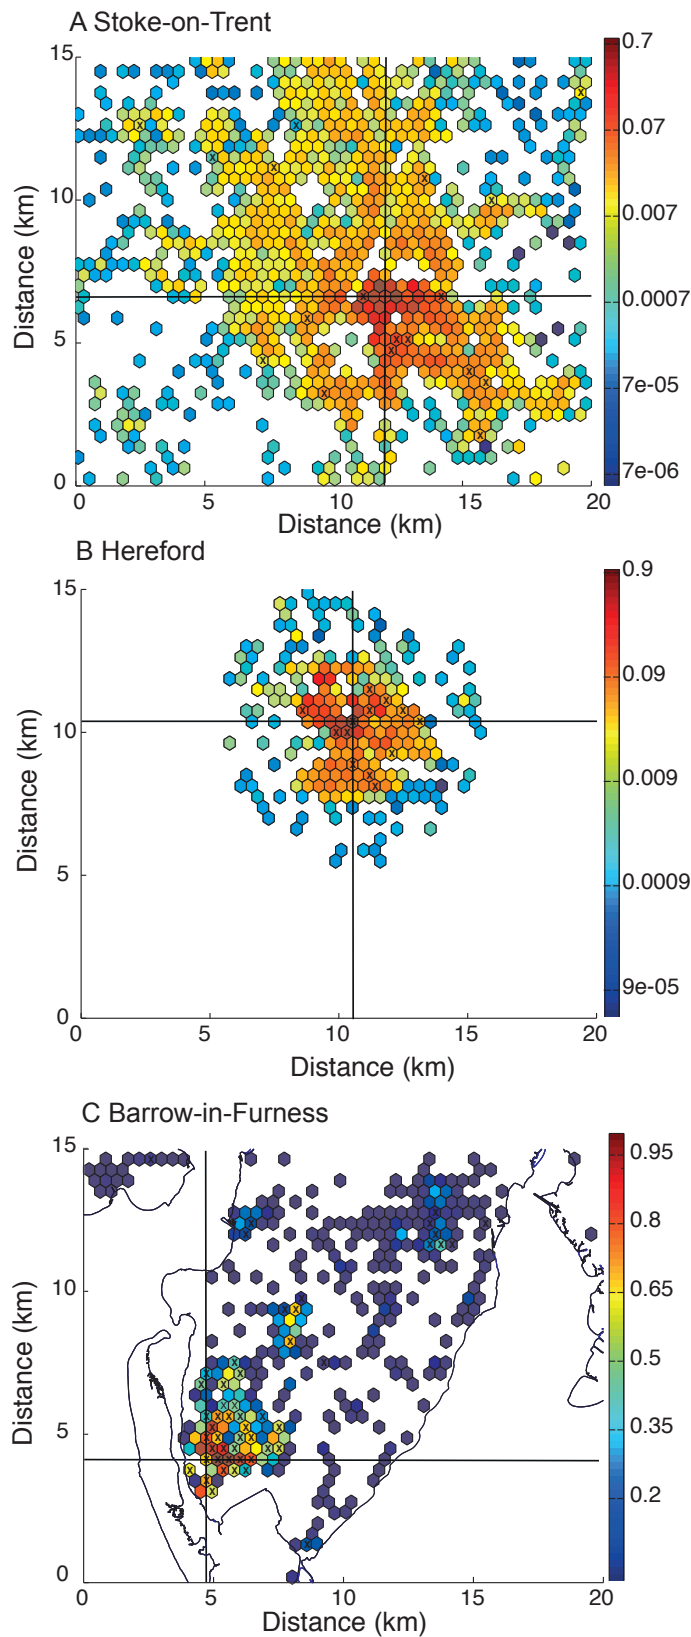 A Stoke-on-Trent
15
10
5
0
Distance (km)
0 5 10 15 20
Distance (km)
0.7
0.07
0.007
0.0007
7e-05
7e-06
B Hereford
15
10
5
0
Distance (km)
0 5 10 15 20
Distance (km)
0.9
0.09
0.009
0.0009
9e-05
C Barrow-in-Furness
15
10
5
0
Distance (km)
0 5 10 15 20
Distance (km)
0.95
0.8
0.65
0.5
0.35
0.2